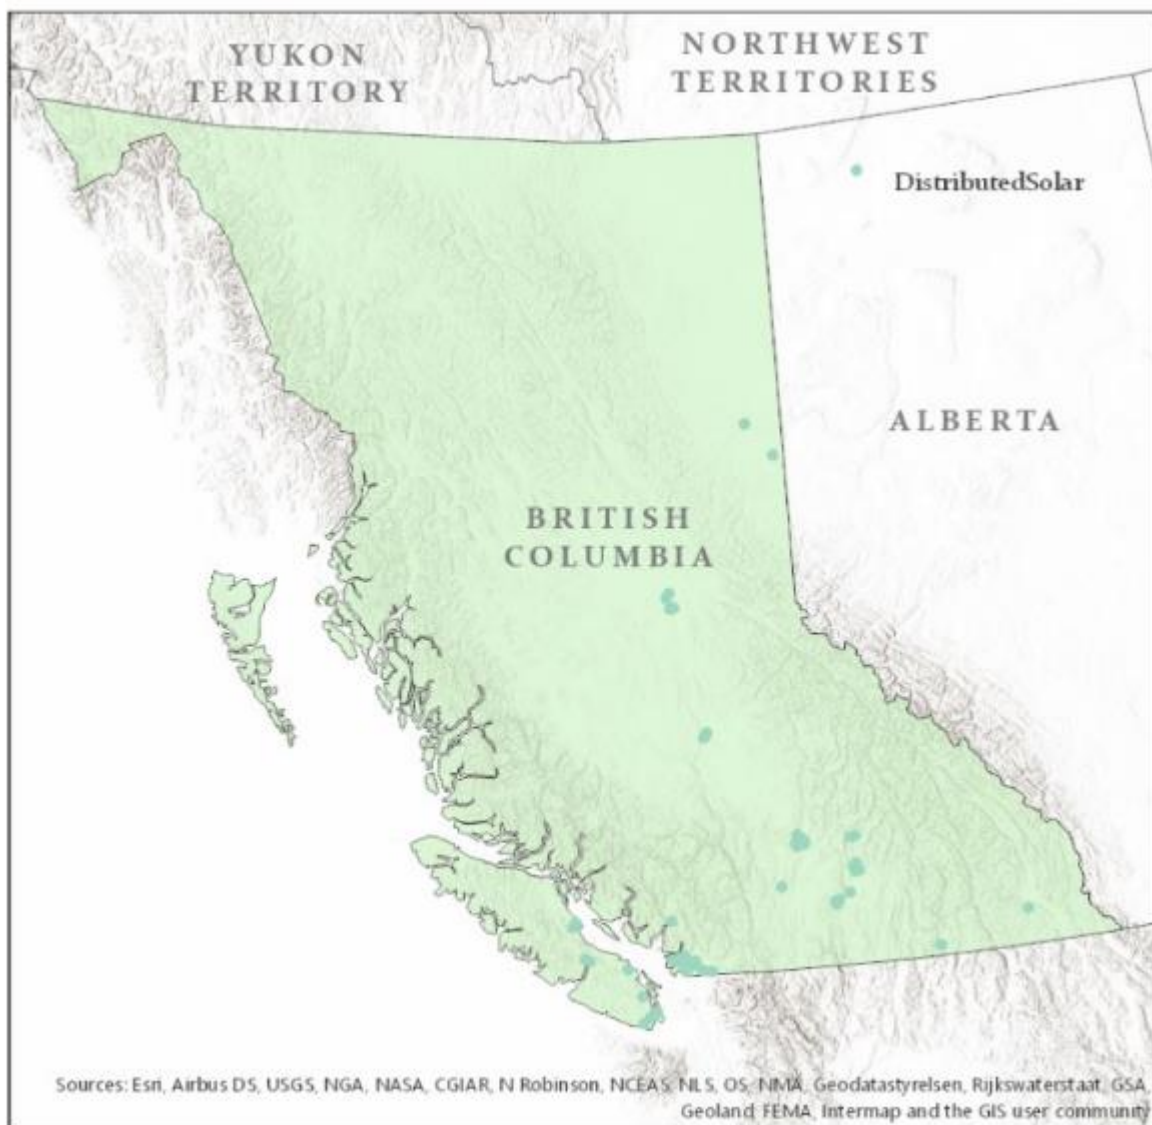 YUKON
TERRITORY
NORTHWEST
TERRITORIES
DistributedSolar
ALBERTA
BRITISH
COLUMBIA
Sources: Esri, Airbus DS, USGS, NGA, NASA, CGIAR, N Robinson, NCEAS, NLS, OS, NMA, Geodatastyrelsen, Rijkswaterstaat, GSA,
Geoland, FEMA, Intermap and the GIS user community